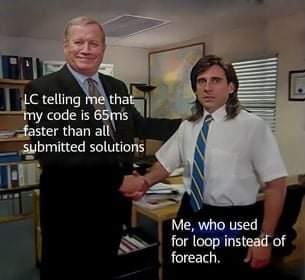 LC telling me that
my code is 65ms
faster than all
submitted solutions
Me, who used
for loop instead of
foreach.